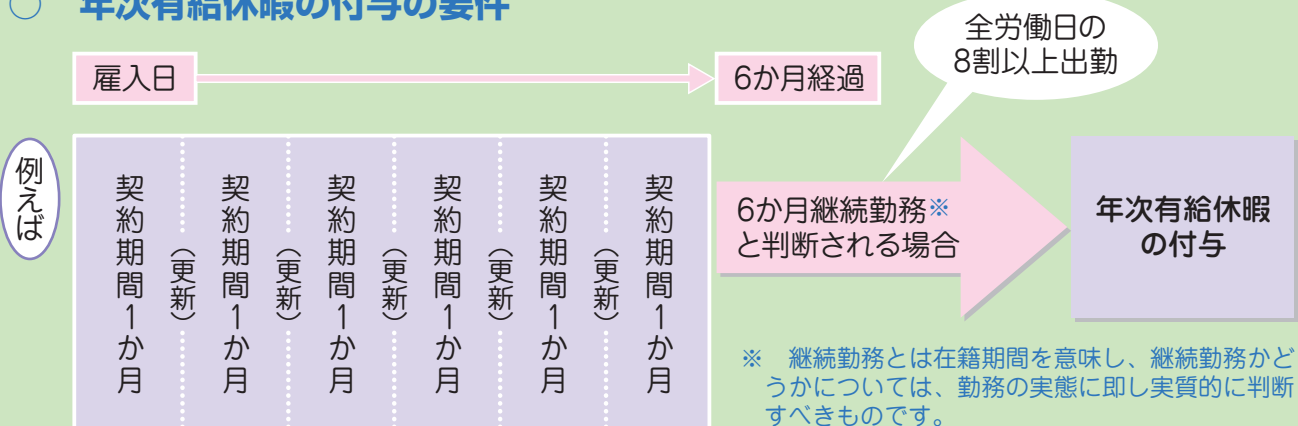 ○ 年次有給休暇の付与の要件
雇入日
6か月経過
全労働日の
8割以上出勤
例えば
契約期間1か月
(更新)
契約期間1か月
(更新)
契約期間1か月
(更新)
契約期間1か月
(更新)
契約期間1か月
(更新)
契約期間1か月
6か月継続勤務※
と判断される場合
年次有給休暇
の付与
※ 継続勤務とは在籍期間を意味し、継続勤務かど
うかについては、勤務の実態に即し実質的に判断
すべきものです。